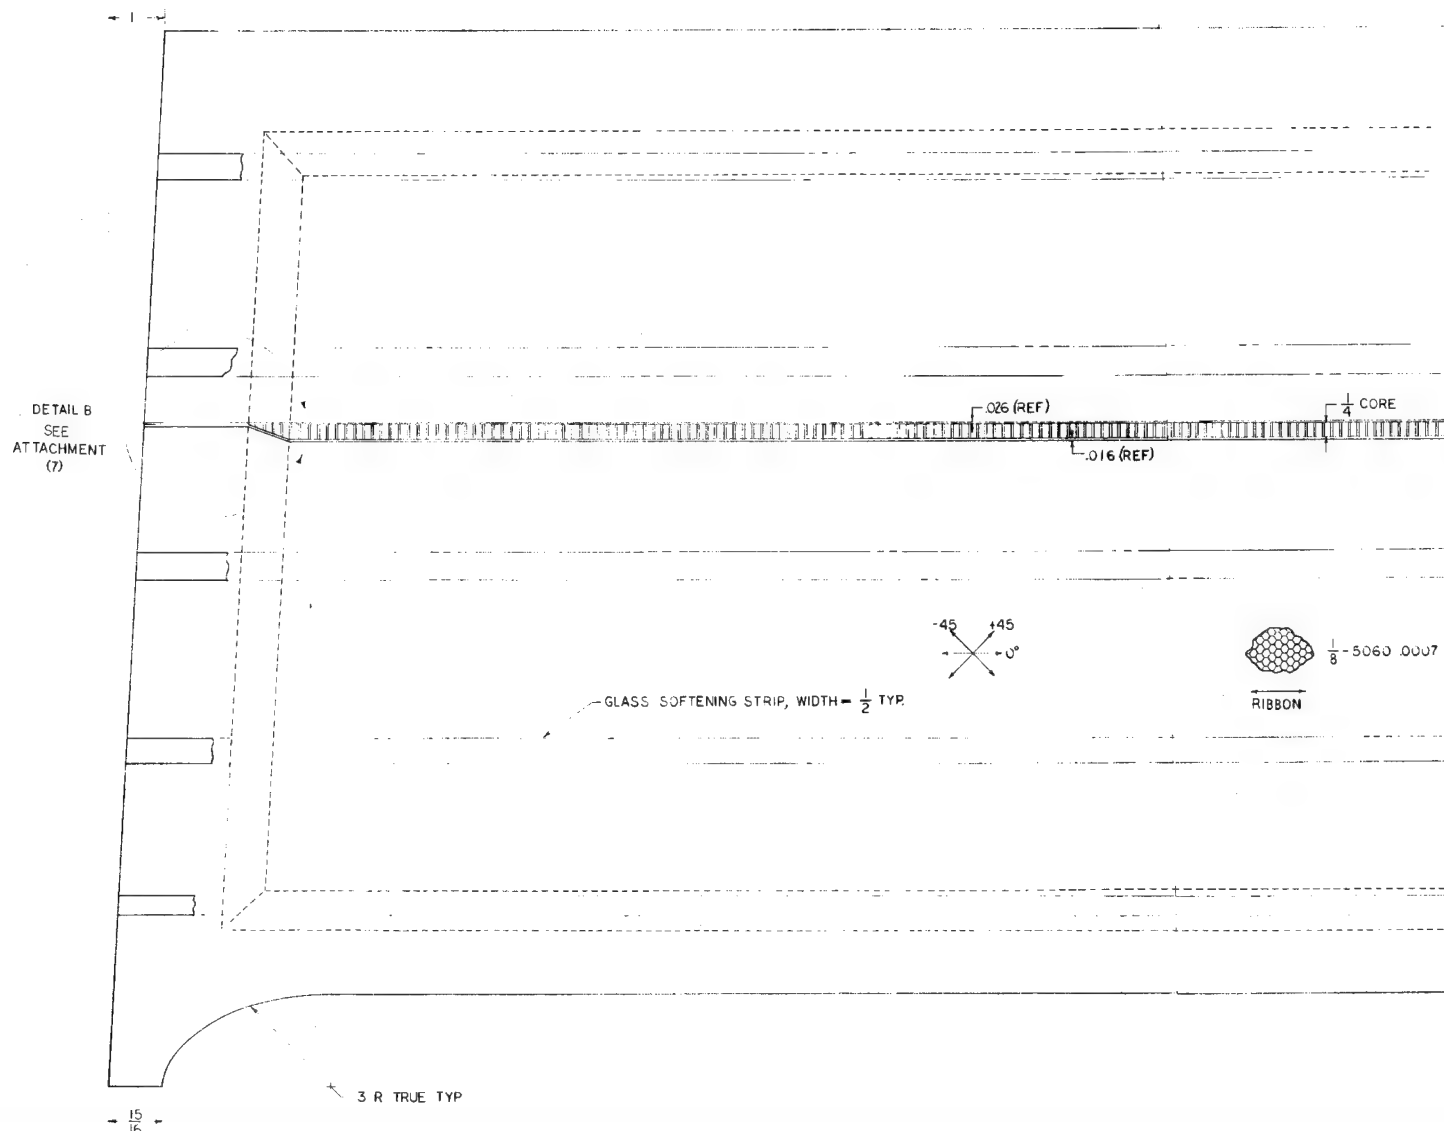 1
DETAIL B
SEE
ATTACHMENT
(7)
.026 (REF)
1/4 CORE
.016 (REF)
-45 +45
0°
1/8-5060 .0007
RIBBON
GLASS SOFTENING STRIP, WIDTH = 1/2 TYP.
3 R TRUE TYP
15/16